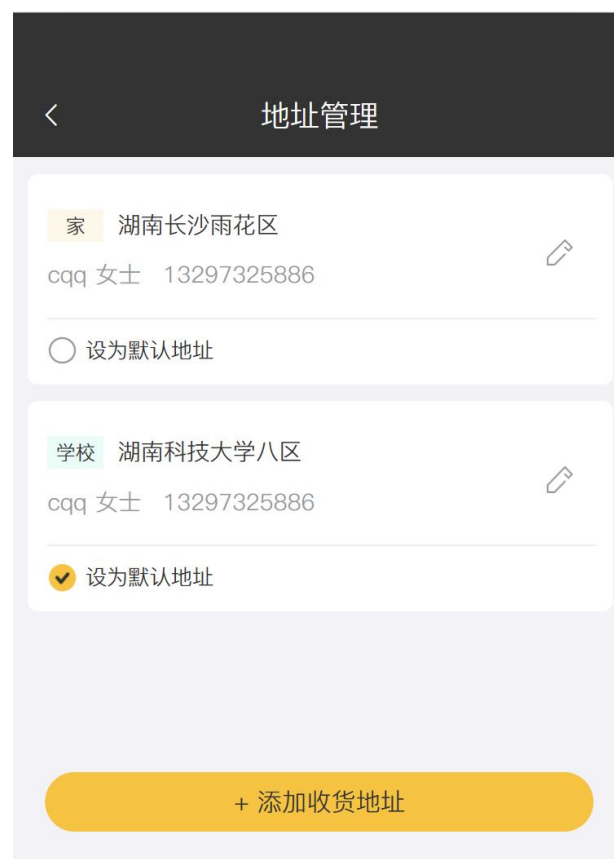 地址管理
家 湖南长沙雨花区
cqq 女士 13297325886
设为默认地址
学校 湖南科技大学八区
cqq 女士 13297325886
设为默认地址
+ 添加收货地址